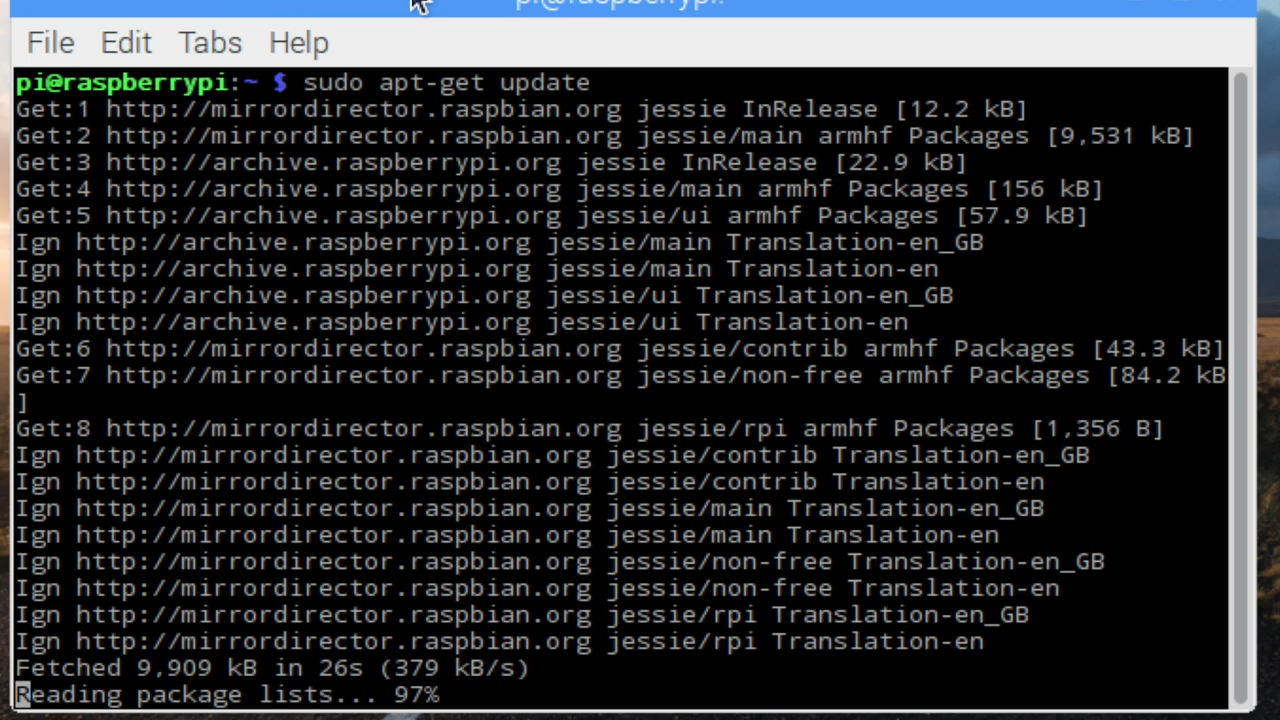 File Edit Tabs Help
pi@raspberrypi:~ $ sudo apt-get update
Get:1 http://mirrordirector.raspbian.org jessie InRelease [12.2 kB]
Get:2 http://mirrordirector.raspbian.org jessie/main armhf Packages [9,531 kB]
Get:3 http://archive.raspberrypi.org jessie InRelease [22.9 kB]
Get:4 http://archive.raspberrypi.org jessie/main armhf Packages [156 kB]
Get:5 http://archive.raspberrypi.org jessie/ui armhf Packages [57.9 kB]
Ign http://archive.raspberrypi.org jessie/main Translation-en_GB
Ign http://archive.raspberrypi.org jessie/main Translation-en
Ign http://archive.raspberrypi.org jessie/ui Translation-en_GB
Ign http://archive.raspberrypi.org jessie/ui Translation-en
Get:6 http://mirrordirector.raspbian.org jessie/contrib armhf Packages [43.3 kB]
Get:7 http://mirrordirector.raspbian.org jessie/non-free armhf Packages [84.2 kB
]
Get:8 http://mirrordirector.raspbian.org jessie/rpi armhf Packages [1,356 B]
Ign http://mirrordirector.raspbian.org jessie/contrib Translation-en_GB
Ign http://mirrordirector.raspbian.org jessie/contrib Translation-en
Ign http://mirrordirector.raspbian.org jessie/main Translation-en_GB
Ign http://mirrordirector.raspbian.org jessie/main Translation-en
Ign http://mirrordirector.raspbian.org jessie/non-free Translation-en_GB
Ign http://mirrordirector.raspbian.org jessie/non-free Translation-en
Ign http://mirrordirector.raspbian.org jessie/rpi Translation-en_GB
Ign http://mirrordirector.raspbian.org jessie/rpi Translation-en
Fetched 9,909 kB in 26s (379 kB/s)
Reading package lists... 97%